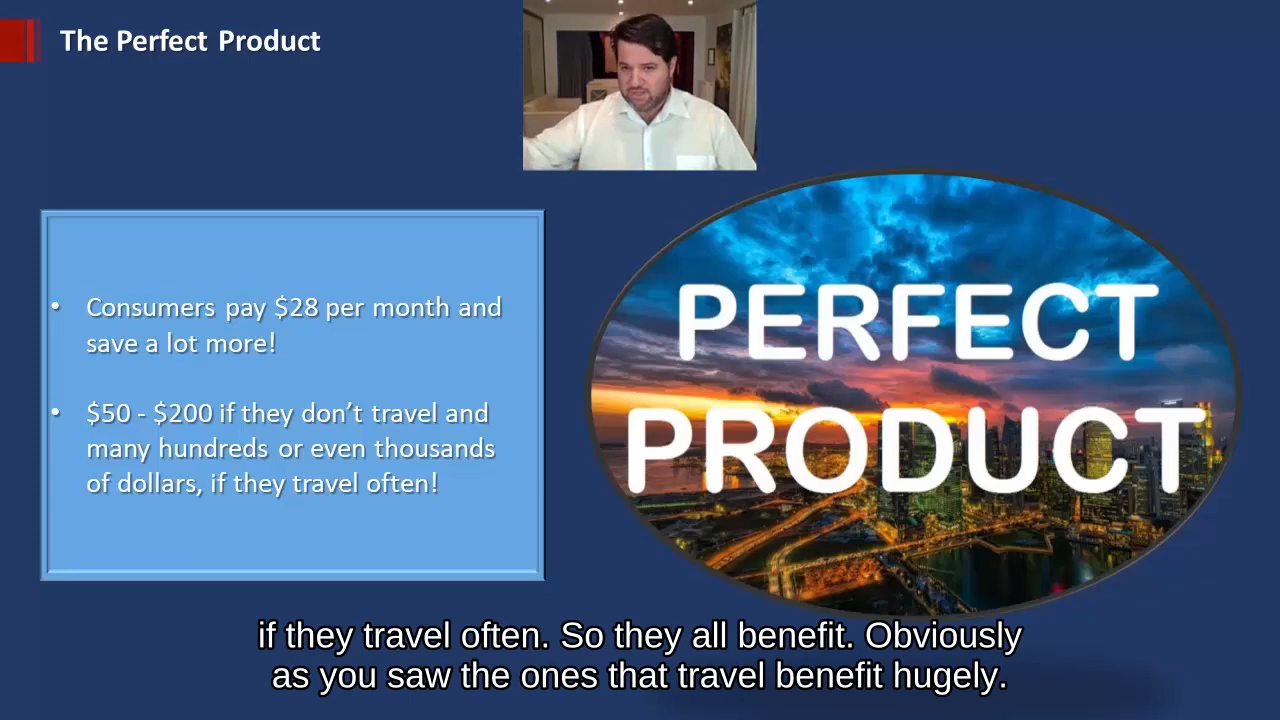 The Perfect Product
• Consumers pay $28 per month and
save a lot more!
• $50 - $200 if they don’t travel and
many hundreds or even thousands
of dollars, if they travel often!
PERFECT
PRODUCT
if they travel often. So they all benefit. Obviously
as you saw the ones that travel benefit hugely.